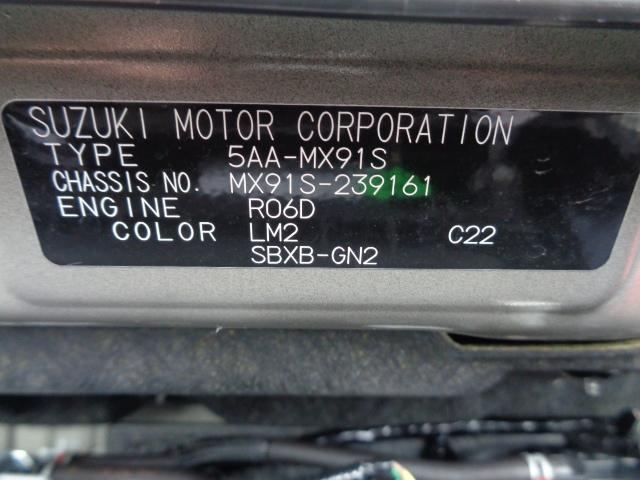 SUZUKI MOTOR CORPORATION
TYPE 5AA-MX91S
CHASSIS NO. MX91S-239161
ENGINE R06D
COLOR LM2 C22
SBXB-GN2